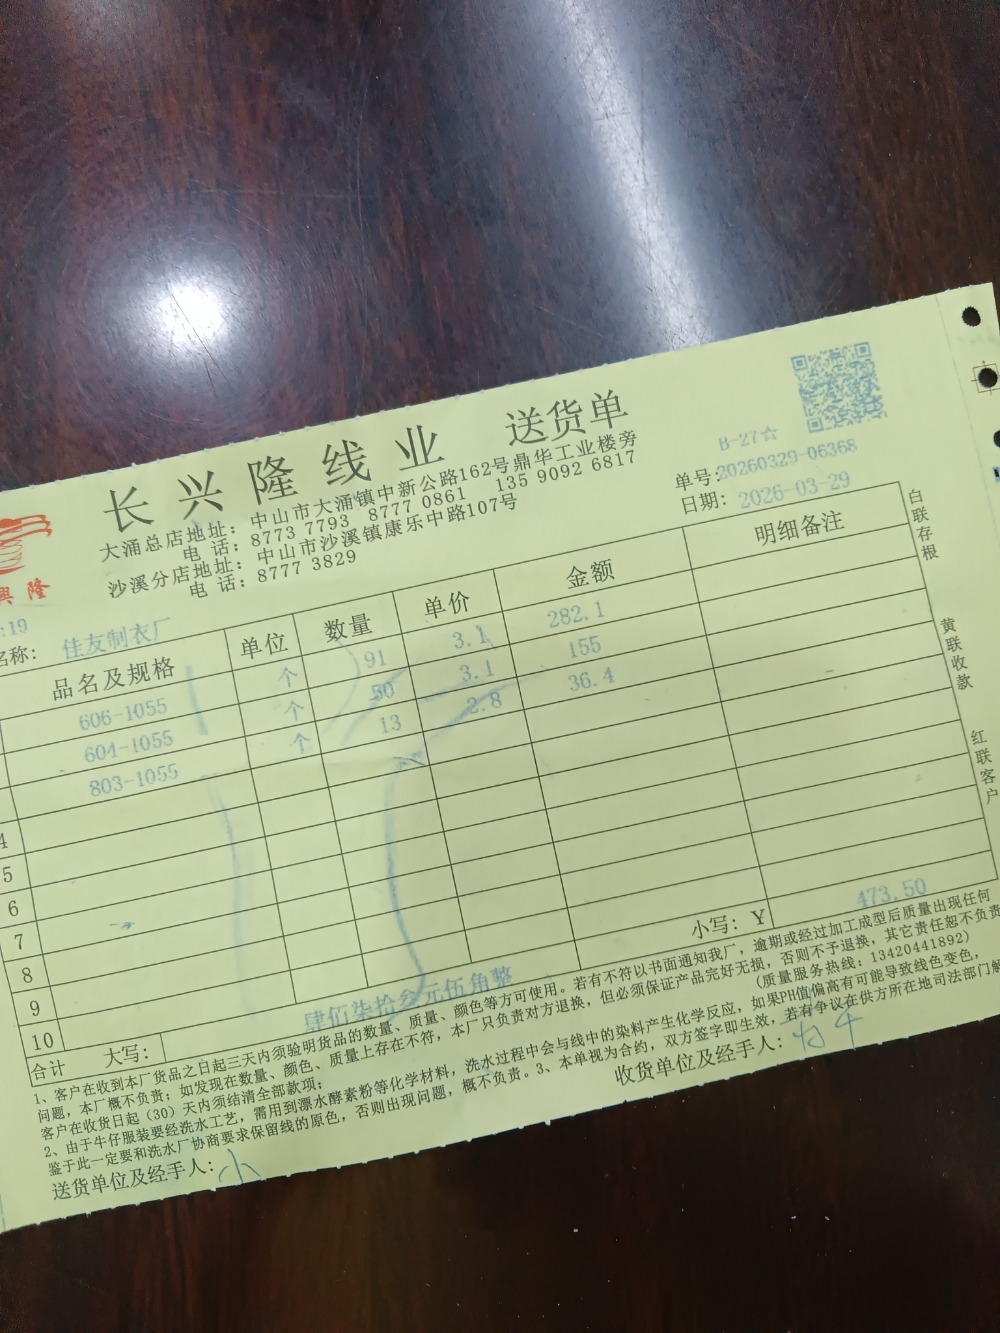 長興隆线业 送货单
大涌总店地址：中山市大涌镇中新公路162号鼎华工业楼旁
电 话：8773 7793 8777 0861 135 9092 6817
沙溪分店地址：中山市沙溪镇康乐中路107号
电 话：8777 3829
B-27☆
单号:20260329-06368
日期：2026-03-29
興 隆
:19
名称： 佳友制衣厂
品名及规格 单位 数量 单价 金额 明细备注
606-1055 个 91 3.1 282.1
604-1055 个 50 3.1 155
803-1055 个 13 2.8 36.4
4
5
6
7
8
9
10
合计 大写： 肆佰柒拾叁元伍角整 小写：Y 473.50
白联存根
黄联收款
红联客户
1、客户在收到本厂货品之日起三天内须验明货品的数量、质量、颜色等方可使用。若有不符以书面通知我厂；逾期或经过加工成型后质量出现任何
问题，本厂概不负责；如发现在数量、颜色、质量上存在不符，本厂只负责对方退换，但必须保证产品完好无损，否则不予退换，其它责任恕不负责
客户在收货日起（30）天内须结清全部款项； （质量服务热线：13420441892）
2、由于牛仔服装要经洗水工艺，需用到漂水酵素粉等化学材料，洗水过程中会与线中的染料产生化学反应，如果PH值偏高有可能导致线色变色，
鉴于此一定要和洗水厂协商要求保留线的原色，否则出现问题，概不负责。3、本单视为合约，双方签字即生效，若有争议在供方所在地司法部门解
送货单位及经手人：小
收货单位及经手人：